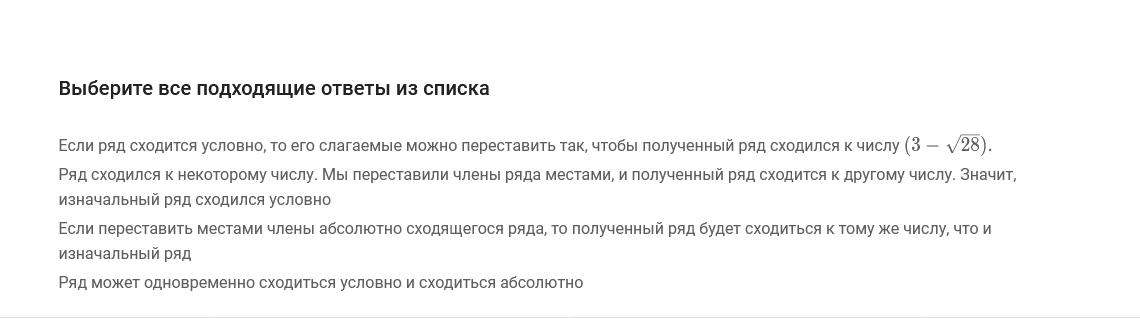 Выберите все подходящие ответы из списка
Если ряд сходится условно, то его слагаемые можно переставить так, чтобы полученный ряд сходился к числу (3 − √28).
Ряд сходился к некоторому числу. Мы переставили члены ряда местами, и полученный ряд сходится к другому числу. Значит,
изначальный ряд сходился условно
Если переставить местами члены абсолютно сходящегося ряда, то полученный ряд будет сходиться к тому же числу, что и
изначальный ряд
Ряд может одновременно сходиться условно и сходиться абсолютно